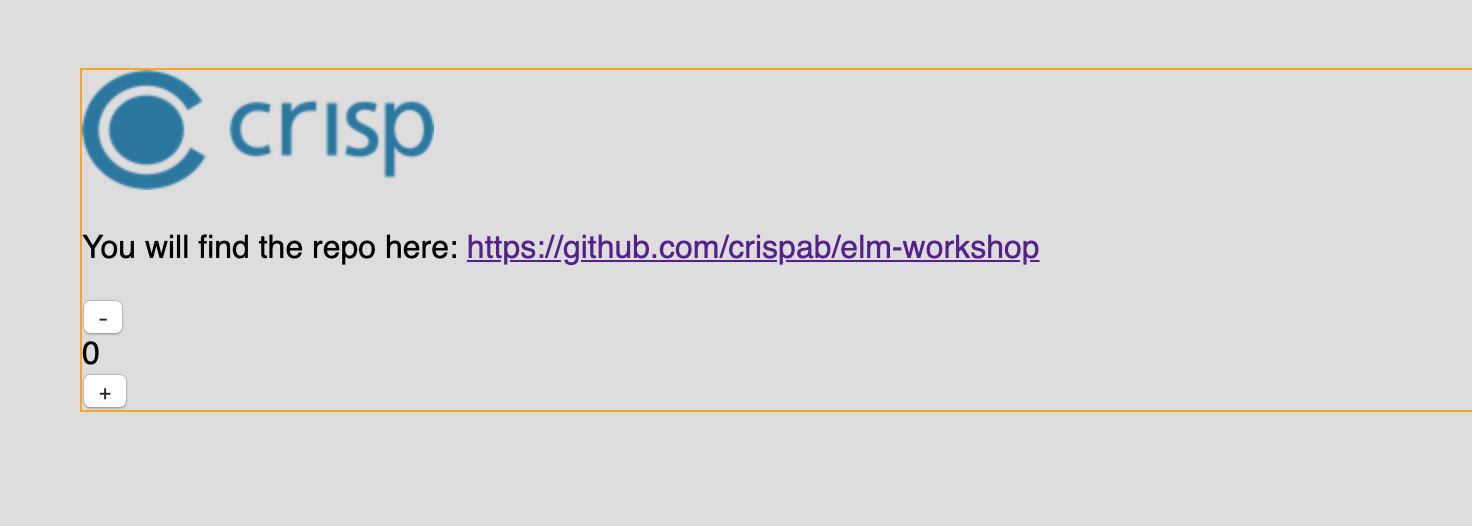 crisp
You will find the repo here: https://github.com/crispab/elm-workshop
-
0
+